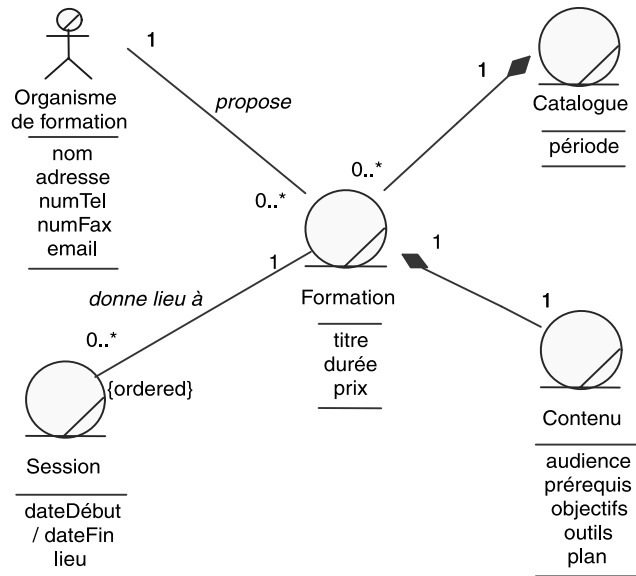 1
Organisme
de formation
nom
adresse
numTel
numFax
email
propose
0..*
1
Catalogue
période
0..*
Formation
titre
durée
prix
1
donne lieu à
0..*
{ordered}
Session
dateDébut
/ dateFin
lieu
1
1
Contenu
audience
prérequis
objectifs
outils
plan